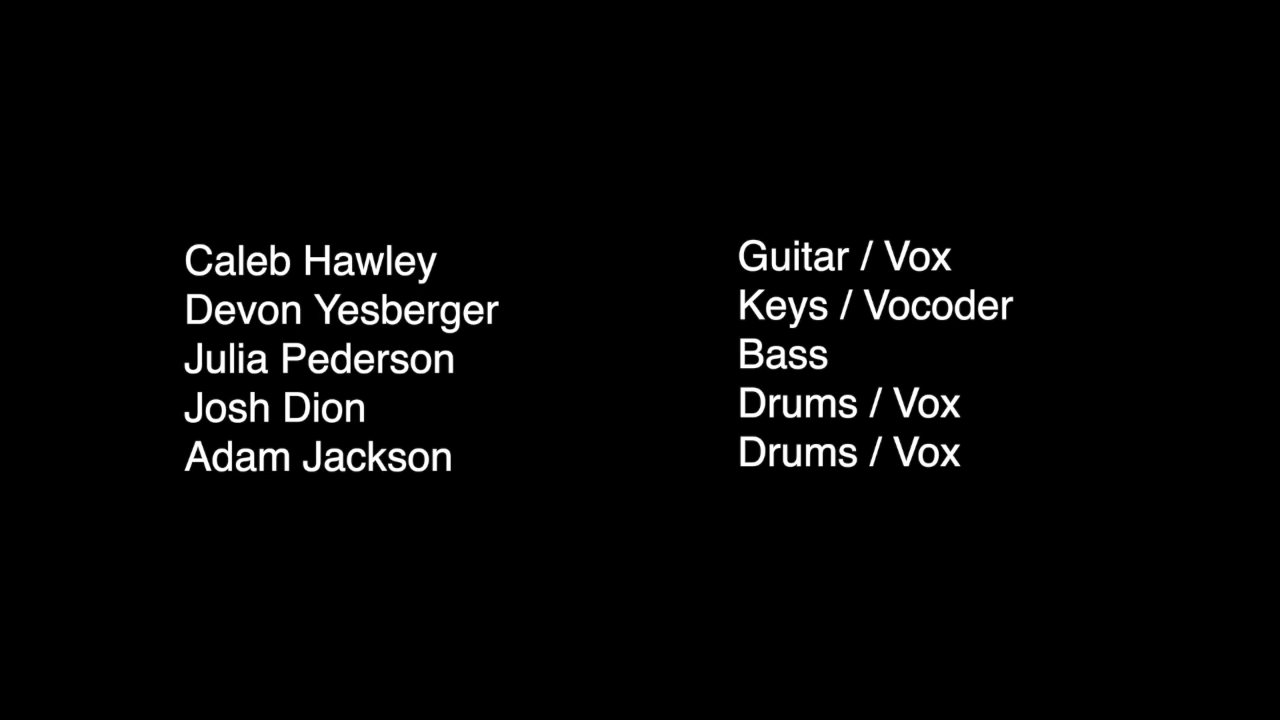 Caleb Hawley Guitar / Vox
Devon Yesberger Keys / Vocoder
Julia Pederson Bass
Josh Dion Drums / Vox
Adam Jackson Drums / Vox